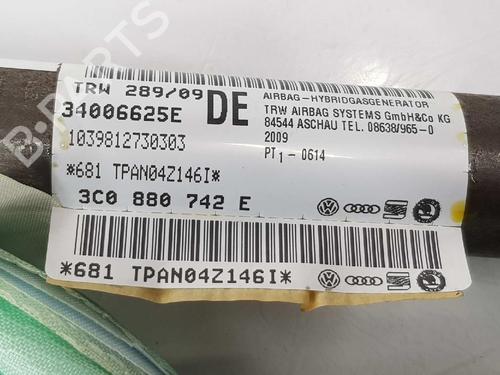 TRW 289/09
34006625E DE
1039812730303
*681 TPAN04Z146I*
3C0 880 742 E
AIRBAG-HYBRIDGASGENERATOR
TRW AIRBAG SYSTEMS GmbH&Co KG
84544 ASCHAU TEL. 08638/965-0
2009
PT1-0614
*681 TPAN04Z146I*
B-PARTS